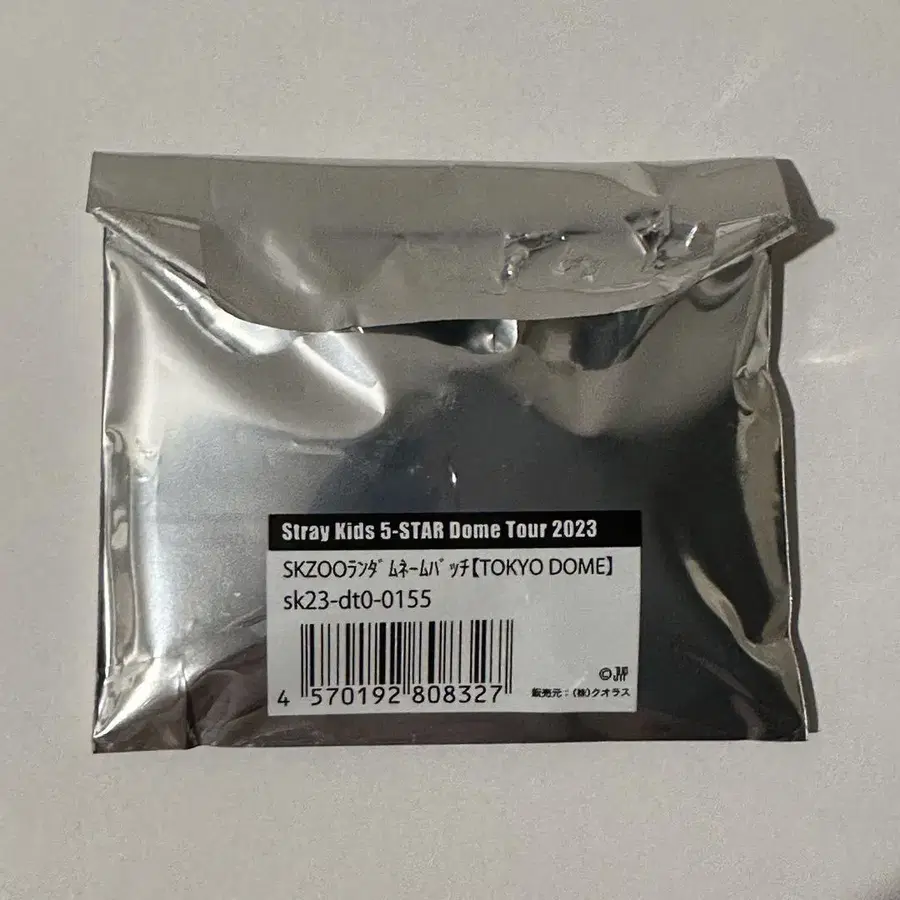 Stray Kids 5-STAR Dome Tour 2023
SKZOOﾗﾝﾀﾞﾑﾈｰﾑﾊﾞｯﾁ【TOKYO DOME】
sk23-dt0-0155
4 570192 808327
©JYP
販売元：(株)クオラス